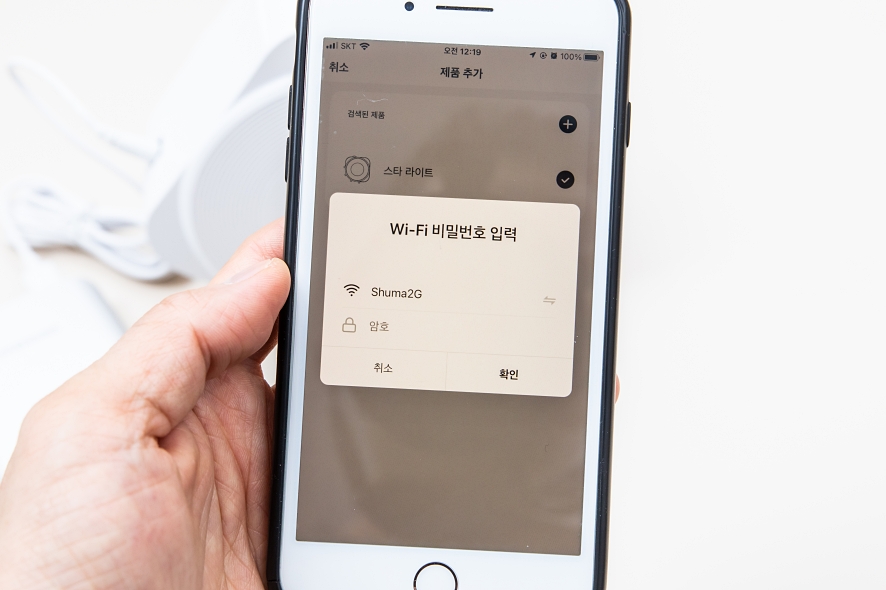 SKT 오전 12:19 100%
취소 제품 추가
검색된 제품
스타 라이트
Wi-Fi 비밀번호 입력
Shuma2G
암호
취소 확인